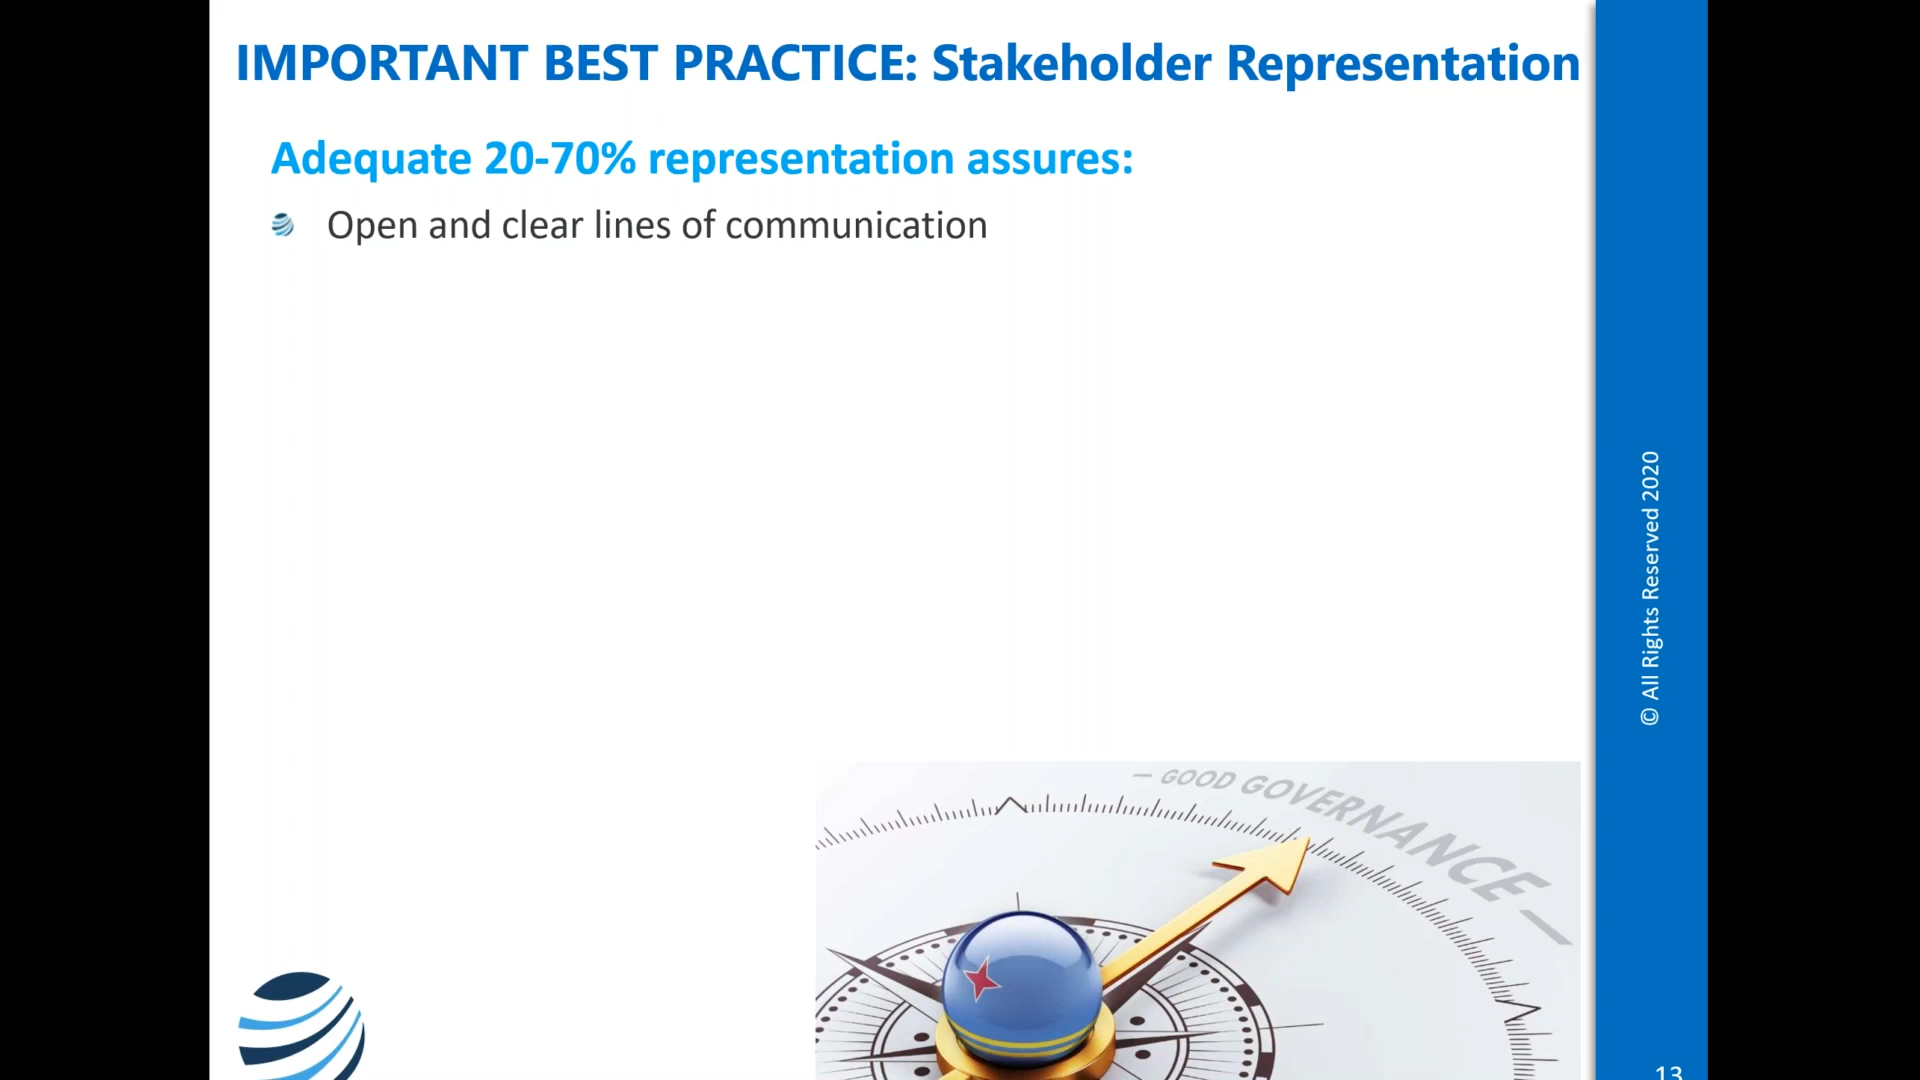 IMPORTANT BEST PRACTICE: Stakeholder Representation
Adequate 20-70% representation assures:
Open and clear lines of communication
© All Rights Reserved 2020
— GOOD GOVERNANCE —
13